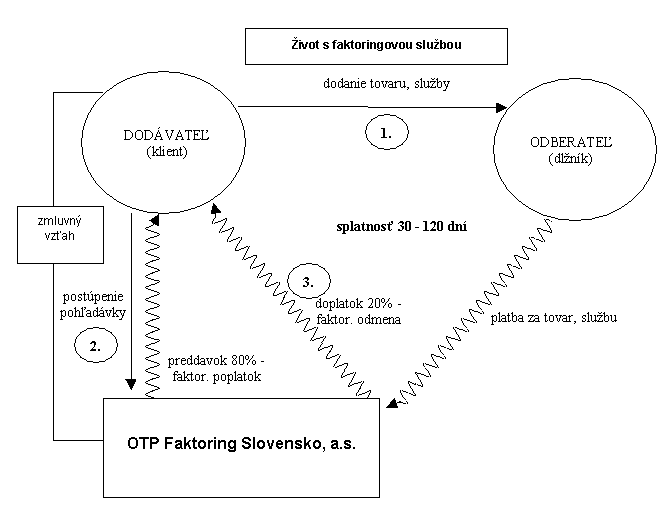 Život s faktoringovou službou
dodanie tovaru, služby
DODÁVATEĽ
(klient)
1.
ODBERATEĽ
(dlžník)
zmluvný
vzťah
splatnosť 30 - 120 dní
3.
postúpenie
pohľadávky
doplatok 20% -
faktor. odmena
platba za tovar, službu
2.
preddavok 80% -
faktor. poplatok
OTP Faktoring Slovensko, a.s.